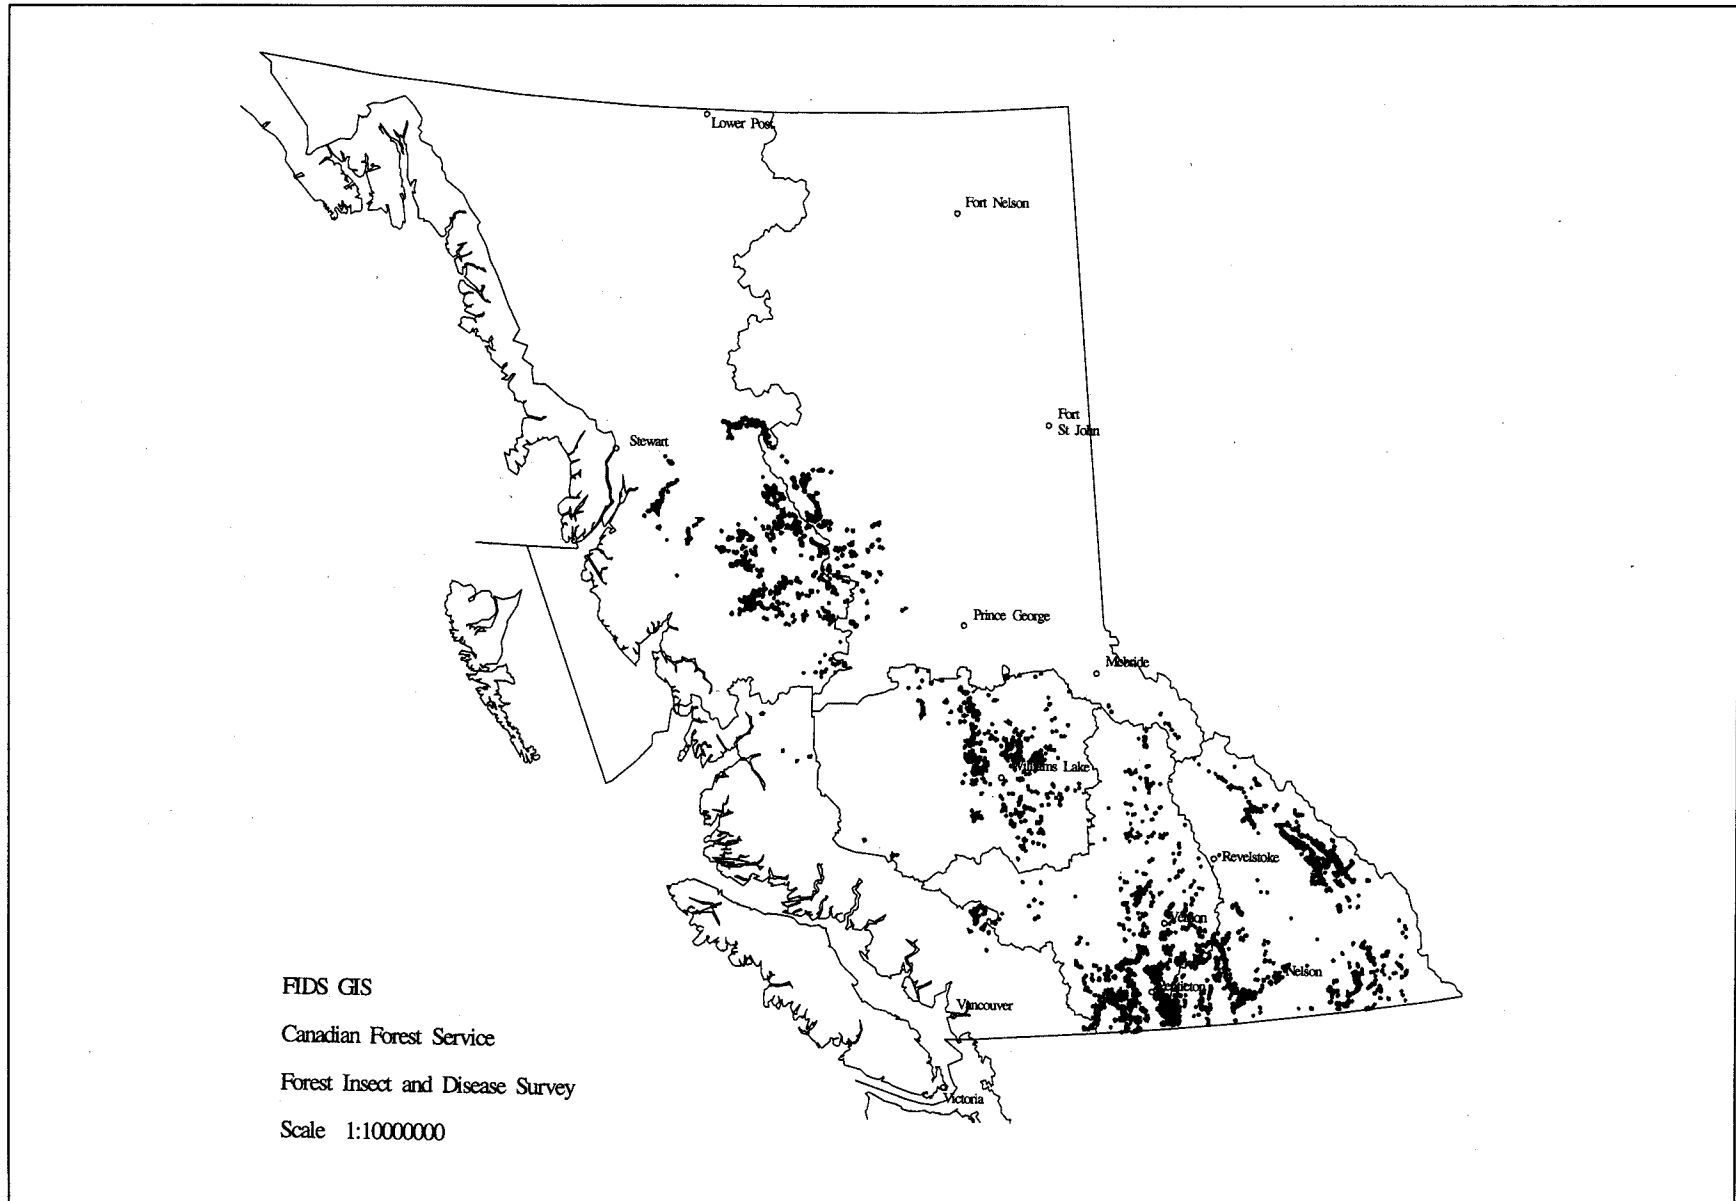 Lower Post
Fort Nelson
Fort
St John
Stewart
Prince George
Mcbride
Williams Lake
Revelstoke
Vernon
Nelson
Penticton
Vancouver
Victoria
FIDS GIS
Canadian Forest Service
Forest Insect and Disease Survey
Scale 1:10000000